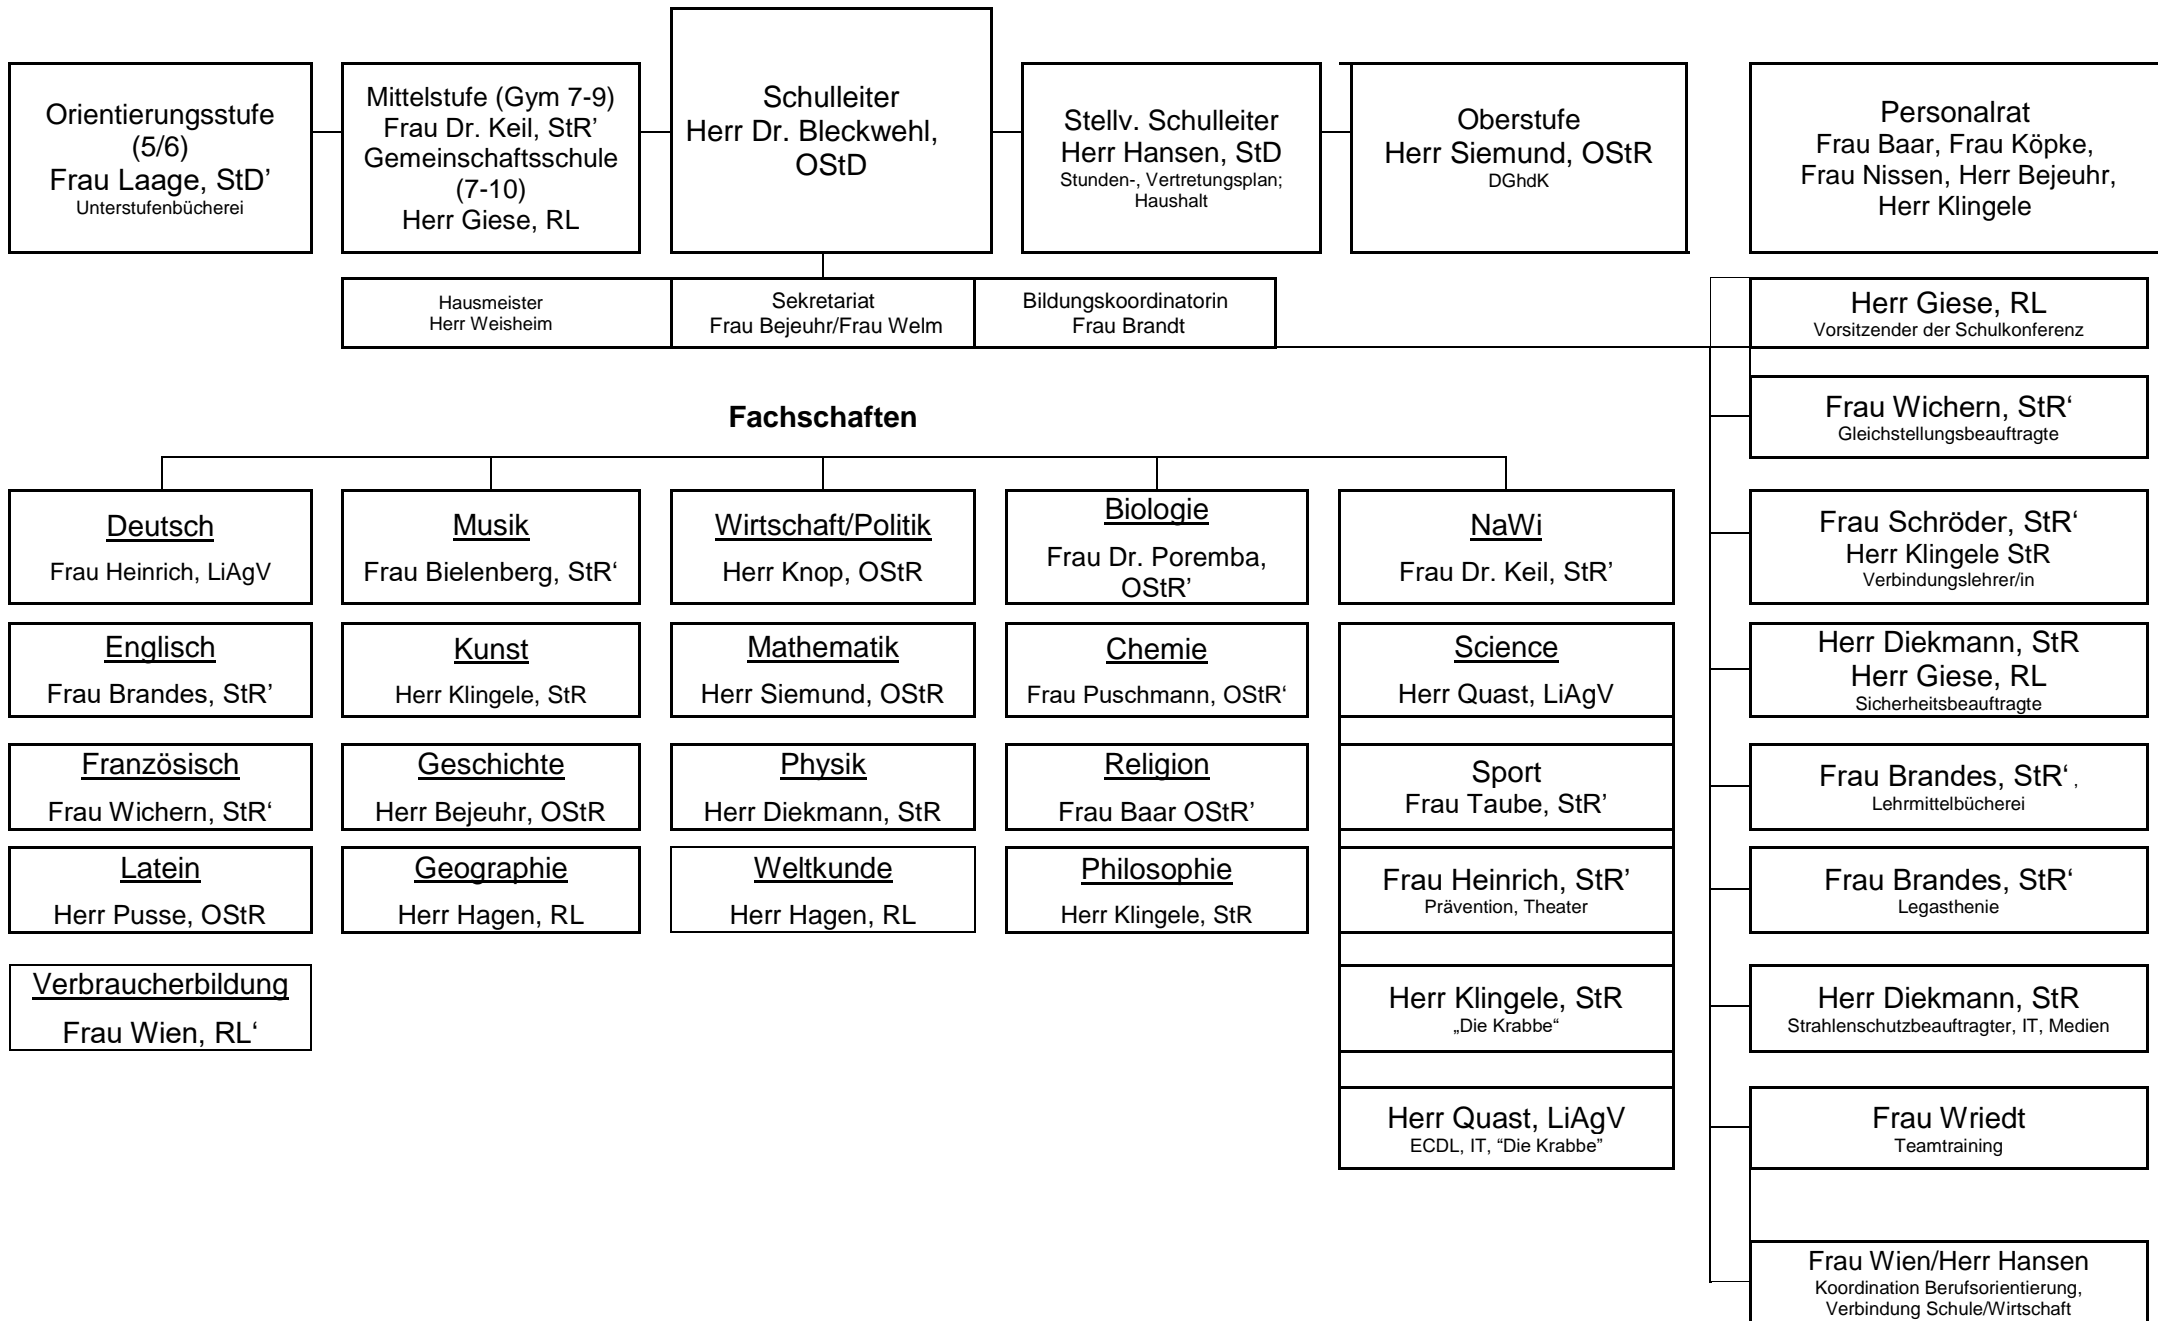 Orientierungsstufe
(5/6)
Frau Laage, StD’
Unterstufenbücherei
Mittelstufe (Gym 7-9)
Frau Dr. Keil, StR’
Gemeinschaftsschule
(7-10)
Herr Giese, RL
Schulleiter
Herr Dr. Bleckwehl,
OStD
Stellv. Schulleiter
Herr Hansen, StD
Stunden-, Vertretungsplan;
Haushalt
Oberstufe
Herr Siemund, OStR
DGhdK
Personalrat
Frau Baar, Frau Köpke,
Frau Nissen, Herr Bejeuhr,
Herr Klingele
Hausmeister
Herr Weisheim
Sekretariat
Frau Bejeuhr/Frau Welm
Bildungskoordinatorin
Frau Brandt
Herr Giese, RL
Vorsitzender der Schulkonferenz
Frau Wichern, StR‘
Gleichstellungsbeauftragte
Fachschaften
Deutsch
Frau Heinrich, LiAgV
Musik
Frau Bielenberg, StR‘
Wirtschaft/Politik
Herr Knop, OStR
Biologie
Frau Dr. Poremba,
OStR’
NaWi
Frau Dr. Keil, StR’
Frau Schröder, StR‘
Herr Klingele StR
Verbindungslehrer/in
Englisch
Frau Brandes, StR’
Kunst
Herr Klingele, StR
Mathematik
Herr Siemund, OStR
Chemie
Frau Puschmann, OStR‘
Science
Herr Quast, LiAgV
Herr Diekmann, StR
Herr Giese, RL
Sicherheitsbeauftragte
Französisch
Frau Wichern, StR‘
Geschichte
Herr Bejeuhr, OStR
Physik
Herr Diekmann, StR
Religion
Frau Baar OStR’
Sport
Frau Taube, StR’
Frau Brandes, StR‘ ,
Lehrmittelbücherei
Latein
Herr Pusse, OStR
Geographie
Herr Hagen, RL
Weltkunde
Herr Hagen, RL
Philosophie
Herr Klingele, StR
Frau Heinrich, StR’
Prävention, Theater
Frau Brandes, StR‘
Legasthenie
Verbraucherbildung
Frau Wien, RL‘
Herr Klingele, StR
„Die Krabbe“
Herr Diekmann, StR
Strahlenschutzbeauftragter, IT, Medien
Herr Quast, LiAgV
ECDL, IT, “Die Krabbe”
Frau Wriedt
Teamtraining
Frau Wien/Herr Hansen
Koordination Berufsorientierung,
Verbindung Schule/Wirtschaft